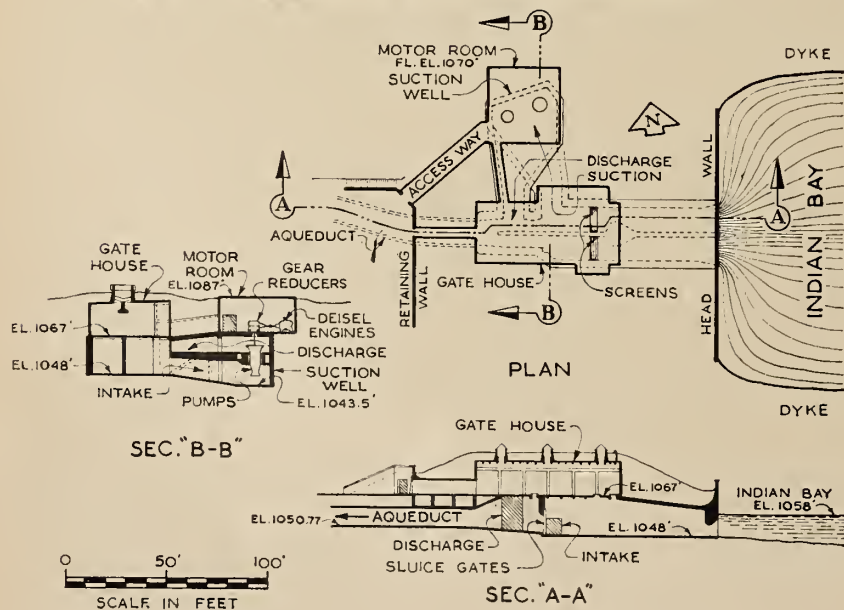 B
MOTOR ROOM
FL. EL. 1070'
SUCTION
WELL
DYKE
N
ACCESS WAY
DISCHARGE
SUCTION
WALL
INDIAN BAY
A
A
AQUEDUCT
GATE
HOUSE
MOTOR
ROOM
EL. 1087'
GEAR
REDUCERS
RETAINING
WALL
GATE HOUSE
B
SCREENS
HEAD
DEISEL
ENGINES
EL. 1067'
DISCHARGE
PLAN
EL. 1048'
SUCTION
WELL
INTAKE
PUMPS
EL. 1043.5'
DYKE
SEC. "B-B"
GATE HOUSE
EL. 1067'
INDIAN BAY
EL. 1058'
EL. 1050.77
AQUEDUCT
EL. 1048'
DISCHARGE
SLUICE GATES
INTAKE
0 50' 100'
SCALE IN FEET
SEC. "A-A"